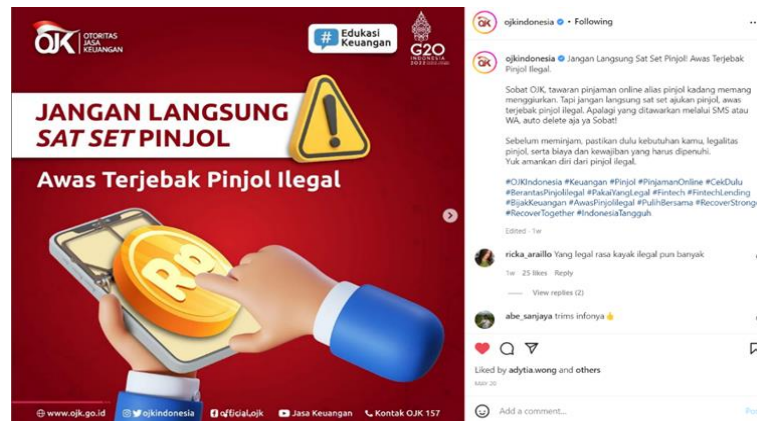 OJK OTORITAS
JASA
KEUANGAN
# Edukasi
Keuangan
G20
INDONESIA
2022
JANGAN LANGSUNG
SAT SET PINJOL
Awas Terjebak Pinjol Ilegal
Rp
www.ojk.go.id ojkindonesia official.ojk Jasa Keuangan Kontak OJK 157
ojkindonesia • Following
ojkindonesia Jangan Langsung Sat Set Pinjol! Awas Terjebak
Pinjol Ilegal.
Sobat OJK, tawaran pinjaman online alias pinjol kadang memang
menggiurkan. Tapi jangan langsung sat set ajukan pinjol, awas
terjebak pinjol ilegal. Apalagi yang ditawarkan melalui SMS atau
WA, auto delete aja ya Sobat!
Sebelum meminjam, pastikan dulu kebutuhan kamu, legalitas
pinjol, serta biaya dan kewajiban yang harus dipenuhi.
Yuk amankan diri dari pinjol ilegal.
#OJKIndonesia #Keuangan #Pinjol #PinjamanOnline #CekDulu
#BerantasPinjolIlegal #PakaiYangLegal #Fintech #FintechLending
#BijakKeuangan #AwasPinjolIlegal #PulihBersama #RecoverStronge
#RecoverTogether #IndonesiaTangguh
Edited · 1w
ricka_araillo Yang legal rasa kayak ilegal pun banyak
1w 25 likes Reply
View replies (2)
abe_sanjaya trims infonya 👍
Liked by adytia.wong and others
MAY 20
Add a comment...
Pos